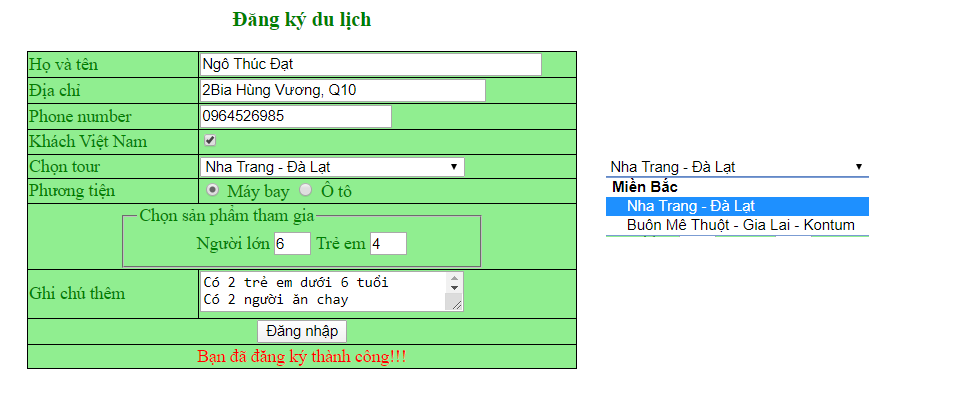 Đăng ký du lịch
Họ và tên Ngô Thúc Đạt
Địa chỉ 2Bia Hùng Vương, Q10
Phone number 0964526985
Khách Việt Nam
Chọn tour Nha Trang - Đà Lạt
Phương tiện Máy bay Ô tô
Chọn sản phẩm tham gia
Người lớn 6 Trẻ em 4
Ghi chú thêm
Có 2 trẻ em dưới 6 tuổi
Có 2 người ăn chay
Đăng nhập
Bạn đã đăng ký thành công!!!
Nha Trang - Đà Lạt
Miền Bắc
Nha Trang - Đà Lạt
Buôn Mê Thuột - Gia Lai - Kontum